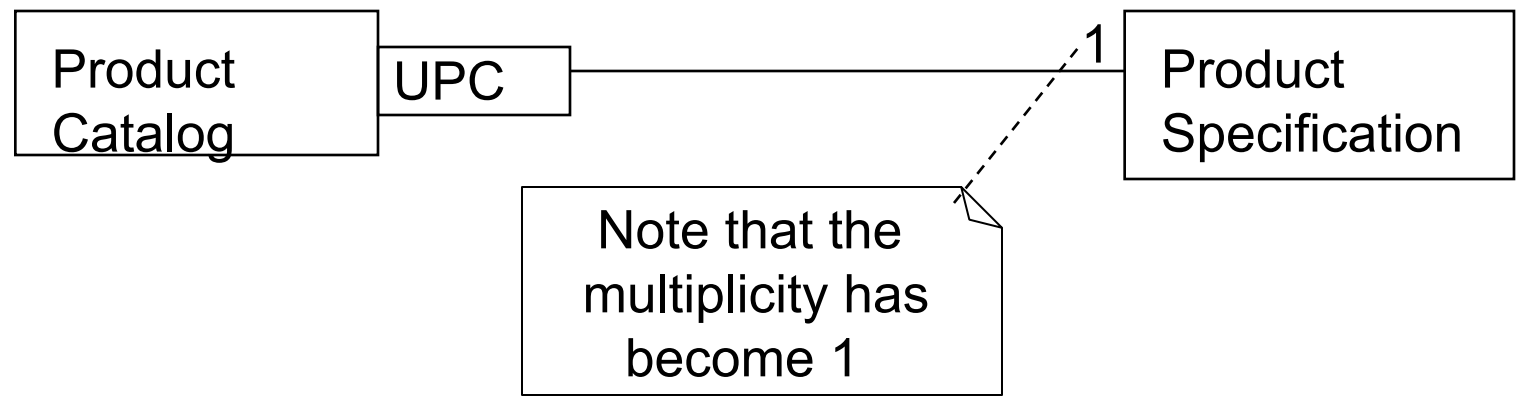 Product
Catalog
UPC
1
Product
Specification
Note that the
multiplicity has
become 1